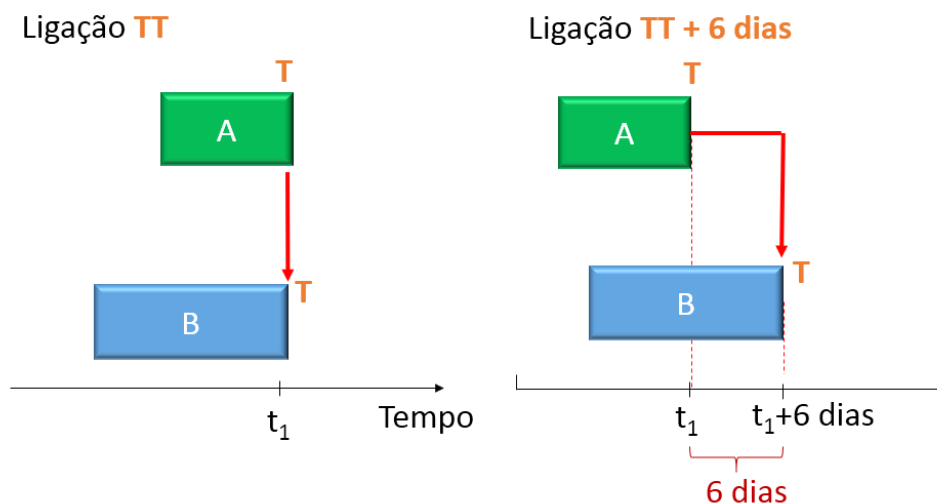 Ligação TT
T
A
T
B
t₁
Tempo
Ligação TT + 6 dias
T
A
T
B
t₁
t₁+6 dias
6 dias